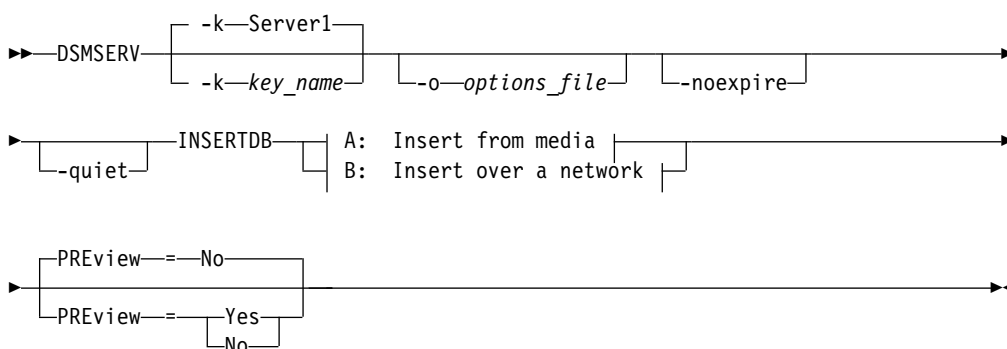 -k Server1
DSMSERV
-k key_name
-o options_file
-noexpire
A: Insert from media
INSERTDB
-quiet
B: Insert over a network
PREview = No
PREview = Yes
No